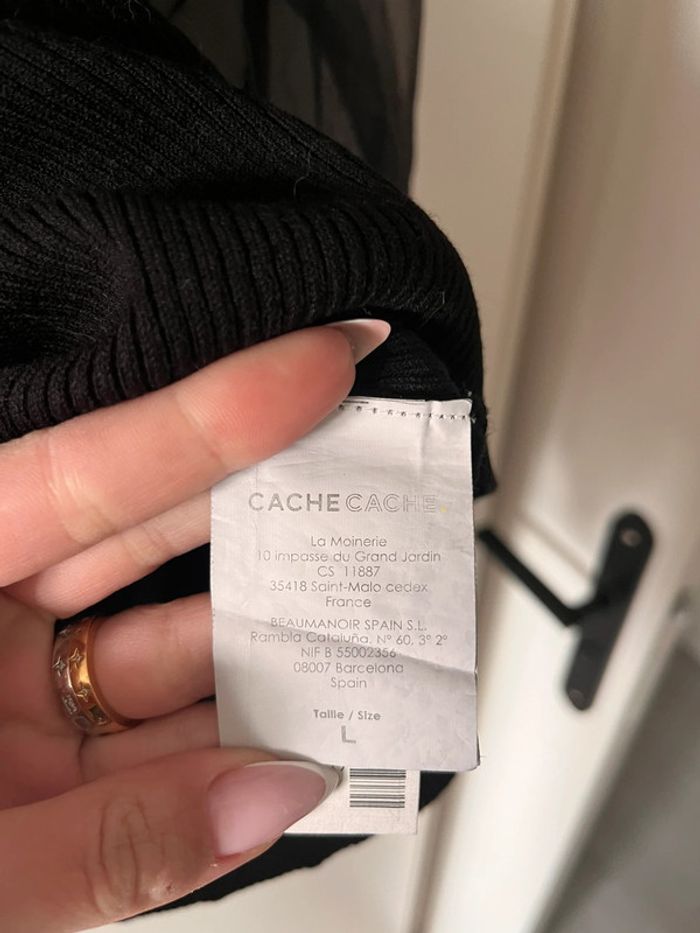 CACHE CACHE.
La Moinerie
10 impasse du Grand Jardin
CS 11887
35418 Saint-Malo cedex
France
BEAUMANOIR SPAIN S.L.
Rambla Cataluña, Nº 60, 3º 2º
NIF B 55002356
08007 Barcelona
Spain
Taille / Size
L